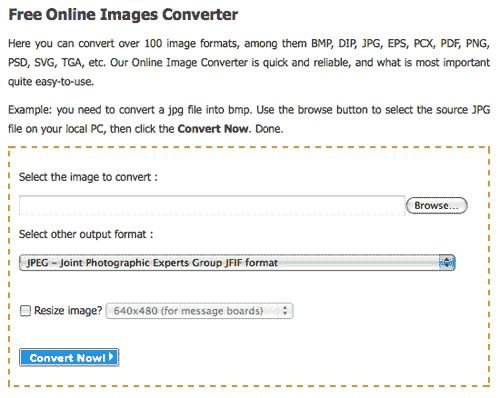 Free Online Images Converter
Here you can convert over 100 image formats, among them BMP, DIP, JPG, EPS, PCX, PDF, PNG,
PSD, SVG, TGA, etc. Our Online Image Converter is quick and reliable, and what is most important
quite easy-to-use.
Example: you need to convert a jpg file into bmp. Use the browse button to select the source JPG
file on your local PC, then click the Convert Now. Done.
Select the image to convert :
Browse...
Select other output format :
JPEG - Joint Photographic Experts Group JFIF format
Resize image? 640x480 (for message boards)
Convert Now!